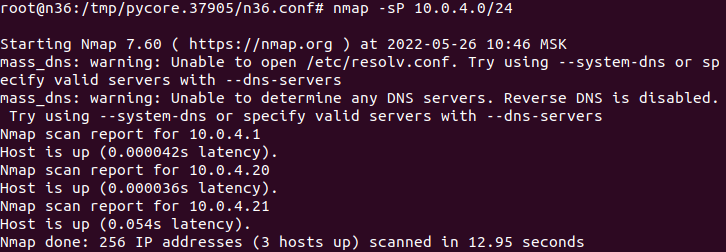 root@n36:/tmp/pycore.37905/n36.conf# nmap -sP 10.0.4.0/24
Starting Nmap 7.60 ( https://nmap.org ) at 2022-05-26 10:46 MSK
mass_dns: warning: Unable to open /etc/resolv.conf. Try using --system-dns or sp
ecify valid servers with --dns-servers
mass_dns: warning: Unable to determine any DNS servers. Reverse DNS is disabled.
 Try using --system-dns or specify valid servers with --dns-servers
Nmap scan report for 10.0.4.1
Host is up (0.000042s latency).
Nmap scan report for 10.0.4.20
Host is up (0.000036s latency).
Nmap scan report for 10.0.4.21
Host is up (0.054s latency).
Nmap done: 256 IP addresses (3 hosts up) scanned in 12.95 seconds